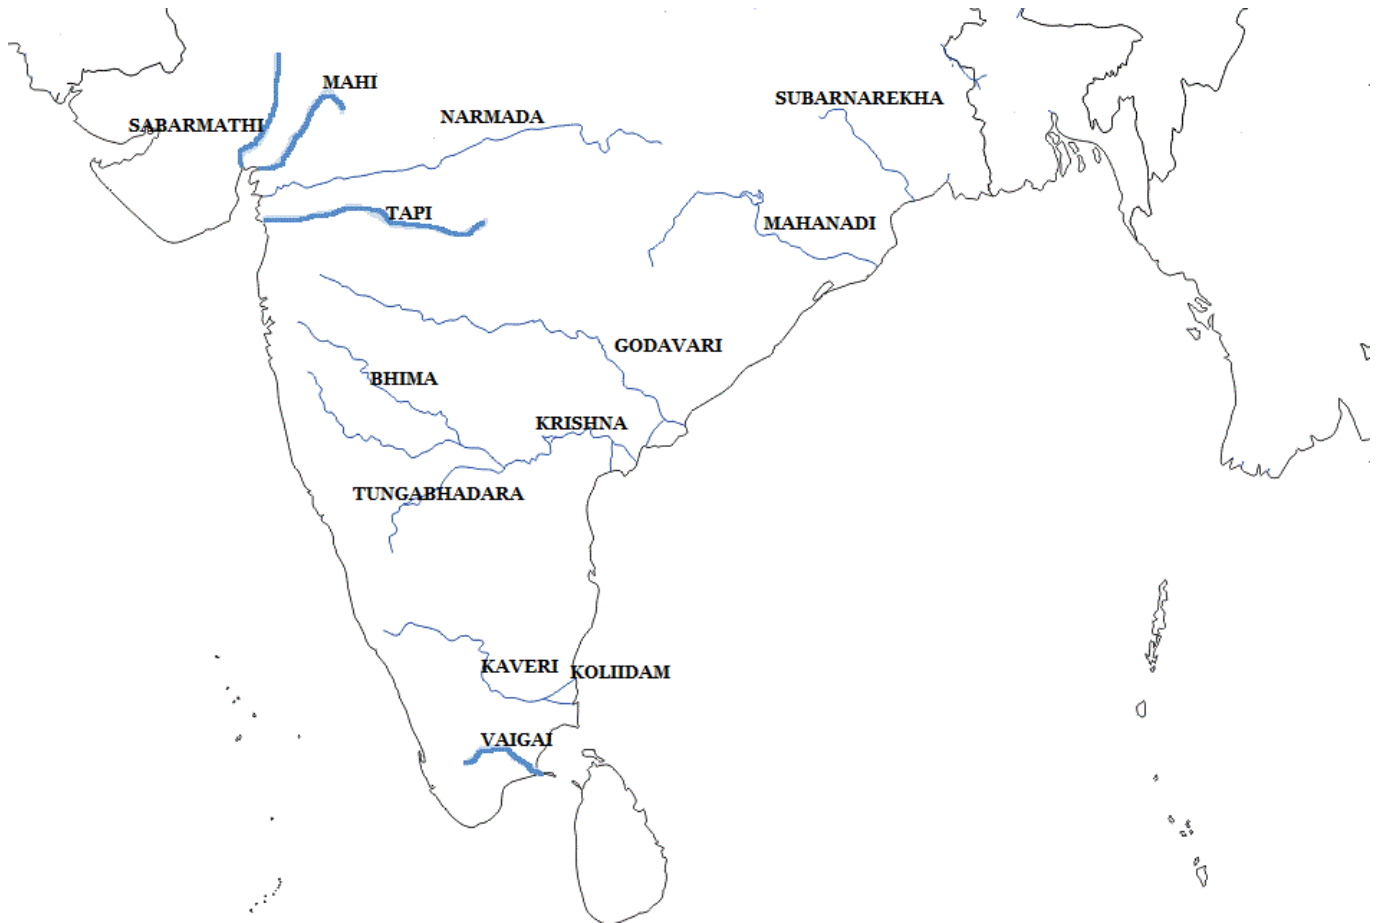 MAHI
SUBARNAREKHA
NARMADA
SABARMATHI
TAPI
MAHANADI
GODAVARI
BHIMA
KRISHNA
TUNGABHADARA
KAVERI
KOLIIDAM
VAIGAI